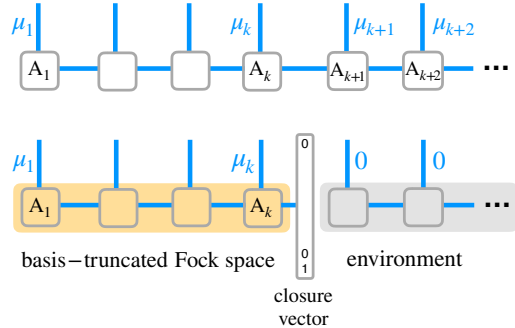 μ₁ μₖ μₖ₊₁ μₖ₊₂
A₁ Aₖ Aₖ₊₁ Aₖ₊₂ ...
0
μ₁ μₖ 0 0
A₁ Aₖ ...
basis−truncated Fock space 0 environment
1
closure
vector